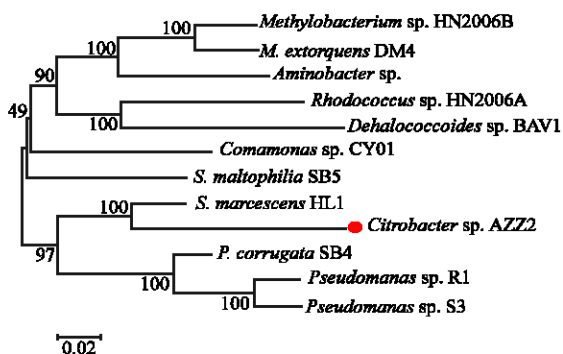 Methylobacterium sp. HN2006B
100
100
M. extorquens DM4
90
Aminobacter sp.
Rhodococcus sp. HN2006A
49
100
Dehalococcoides sp. BAV1
Comamonas sp. CY01
S. maltophilia SB5
S. marcescens HL1
100
Citrobacter sp. AZZ2
97
P. corrugata SB4
100
Pseudomanas sp. R1
100
Pseudomanas sp. S3
0.02